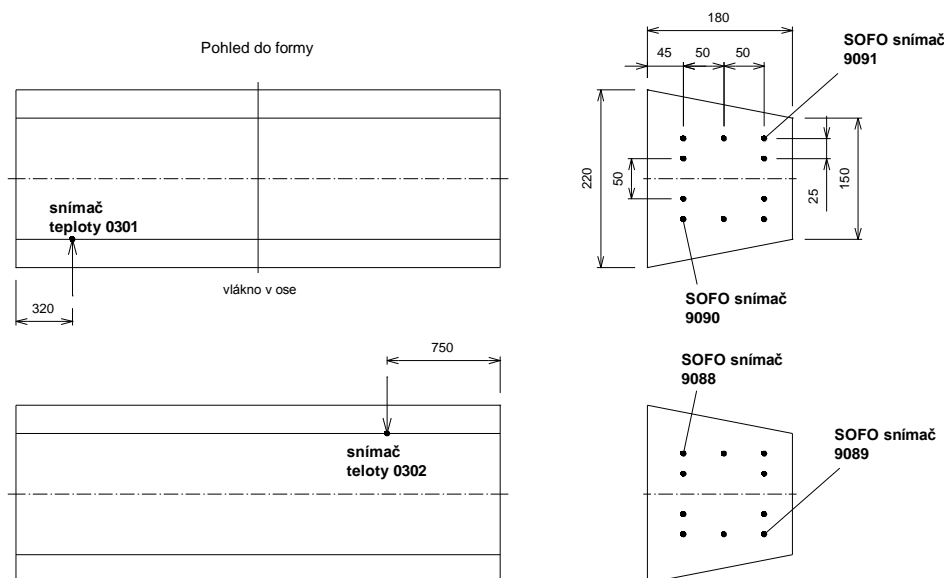 Pohled do formy
180
SOFO snímač
9091
45
50
50
220
50
25
150
snímač
teploty 0301
vlákno v ose
320
SOFO snímač
9090
750
SOFO snímač
9088
SOFO snímač
9089
snímač
teloty 0302